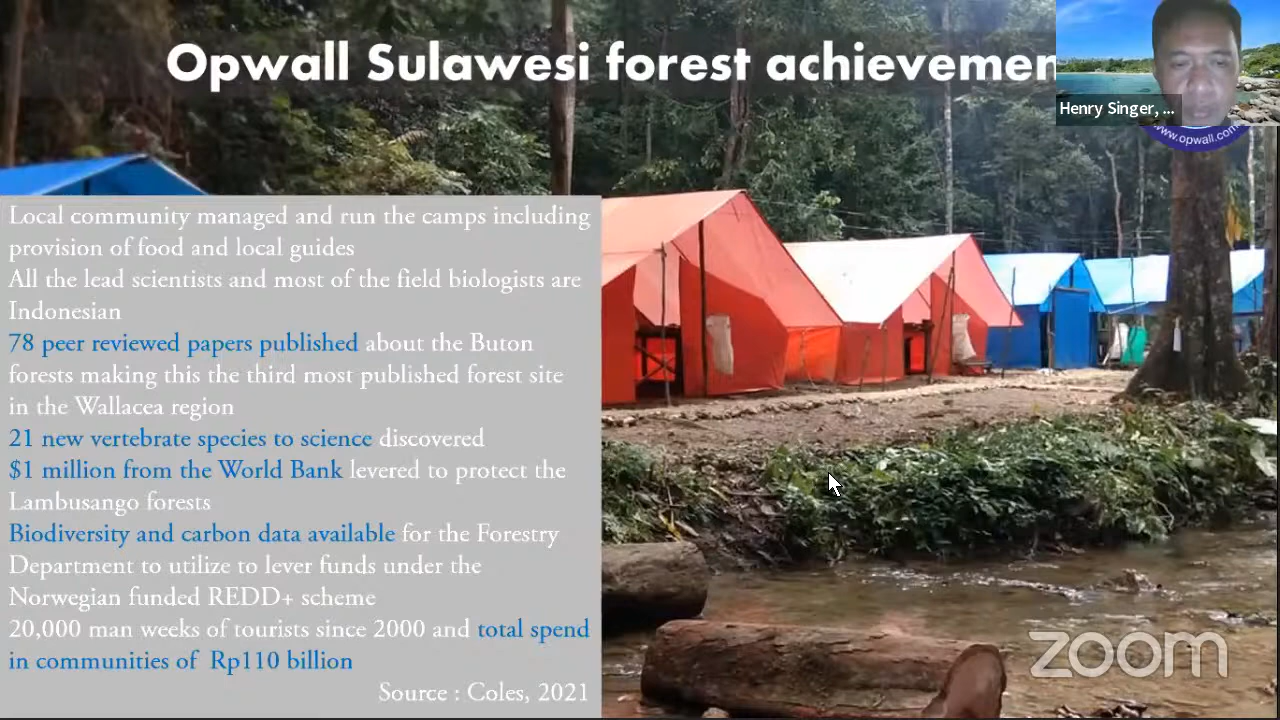 Opwall Sulawesi forest achievemen
Henry Singer, ...
www.opwall.com
Local community managed and run the camps including
provision of food and local guides
All the lead scientists and most of the field biologists are
Indonesian
78 peer reviewed papers published about the Buton
forests making this the third most published forest site
in the Wallacea region
21 new vertebrate species to science discovered
$1 million from the World Bank levered to protect the
Lambusango forests
Biodiversity and carbon data available for the Forestry
Department to utilize to lever funds under the
Norwegian funded REDD+ scheme
20,000 man weeks of tourists since 2000 and total spend
in communities of Rp110 billion
Source : Coles, 2021
zoom